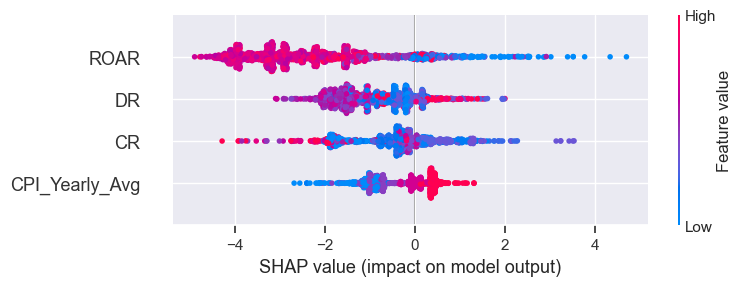 High
ROAR
DR
CR
CPI_Yearly_Avg
Feature value
Low
−4 −2 0 2 4
SHAP value (impact on model output)